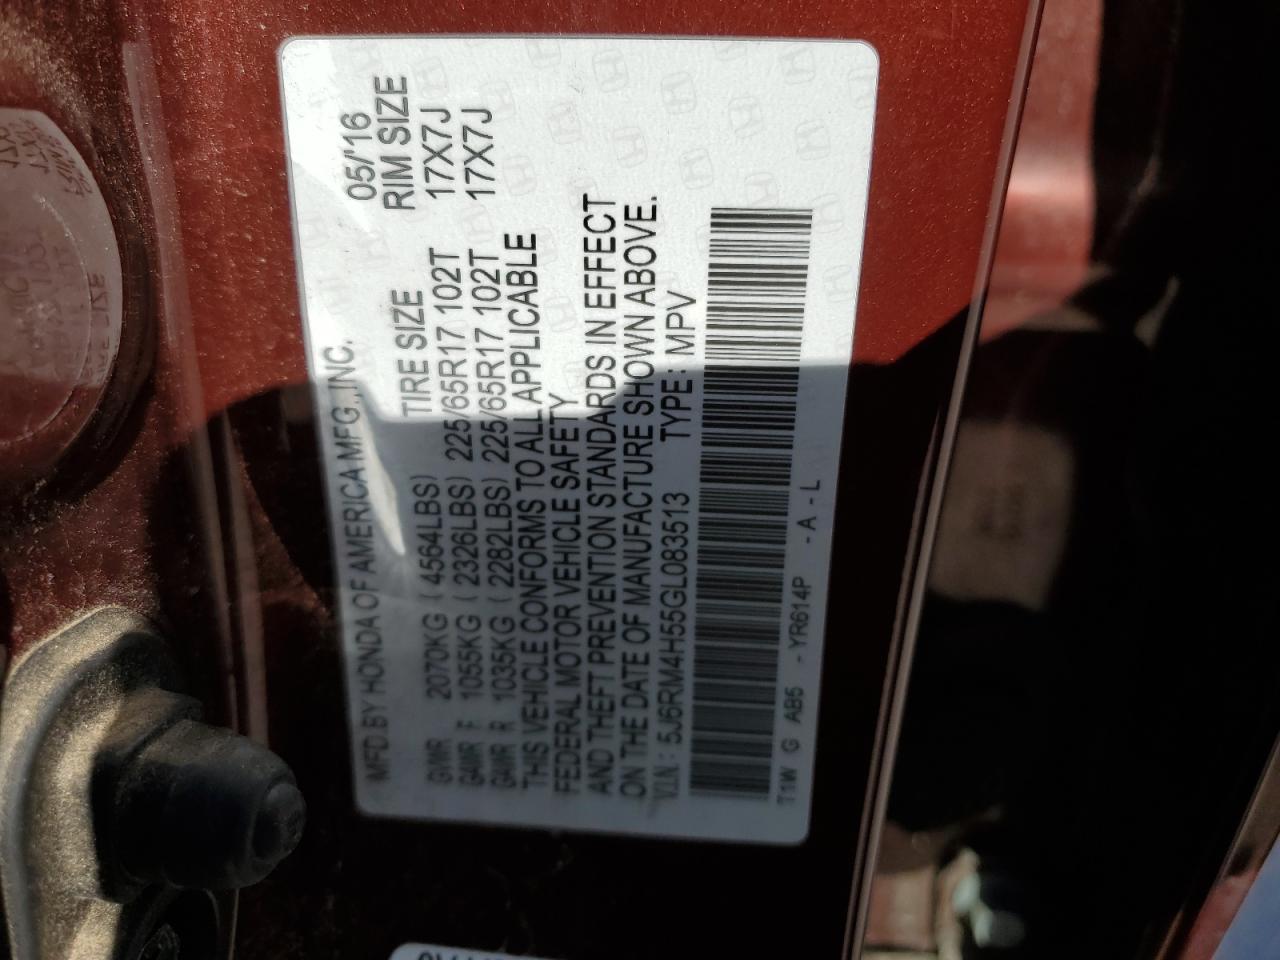 MFD. BY HONDA OF AMERICA MFG., INC. 05/'16
TIRE SIZE RIM SIZE
GVWR 2070KG ( 4564LBS) 225/65R17 102T 17X7J
GAWR F 1055KG ( 2326LBS) 225/65R17 102T 17X7J
GAWR R 1035KG ( 2282LBS)
THIS VEHICLE CONFORMS TO ALL APPLICABLE
FEDERAL MOTOR VEHICLE SAFETY
AND THEFT PREVENTION STANDARDS IN EFFECT
ON THE DATE OF MANUFACTURE SHOWN ABOVE.
V.I.N.: 5J6RM4H55GL083513 TYPE: MPV
T1W G AB5 - YR614P - A - L